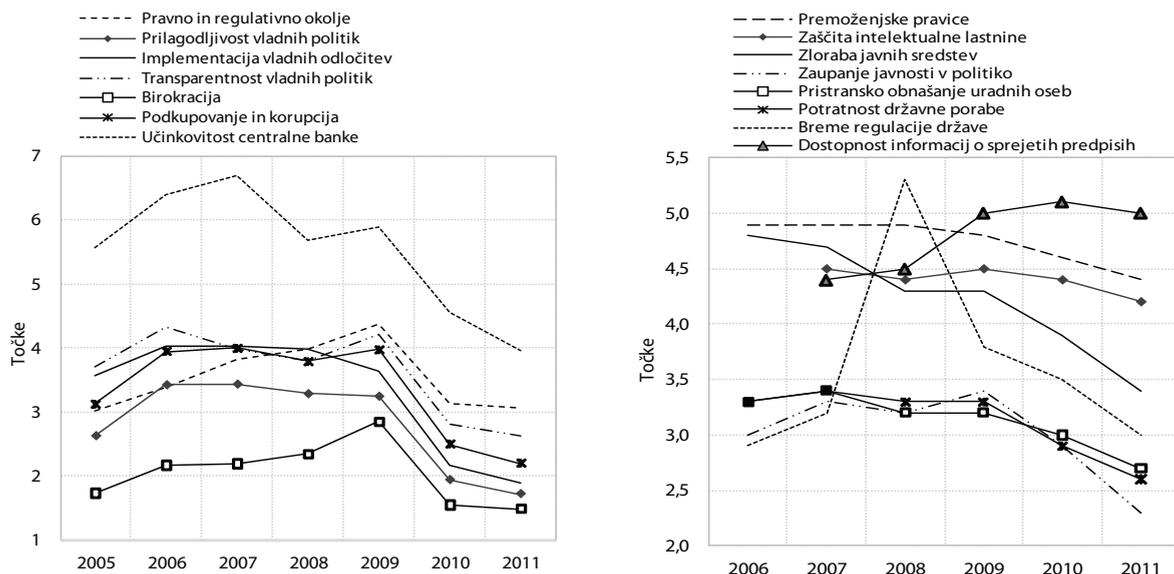 Pravno in regulativno okolje
Prilagodljivost vladnih politik
Implementacija vladnih odločitev
Transparentnost vladnih politik
Birokracija
Podkupovanje in korupcija
Učinkovitost centralne banke
7
6
5
4
3
2
1
Točke
2005 2006 2007 2008 2009 2010 2011
Premoženjske pravice
Zaščita intelektualne lastnine
Zloraba javnih sredstev
Zaupanje javnosti v politiko
Pristransko obnašanje uradnih oseb
Potratnost državne porabe
Breme regulacije države
Dostopnost informacij o sprejetih predpisih
5,5
5,0
4,5
4,0
3,5
3,0
2,5
2,0
Točke
2006 2007 2008 2009 2010 2011